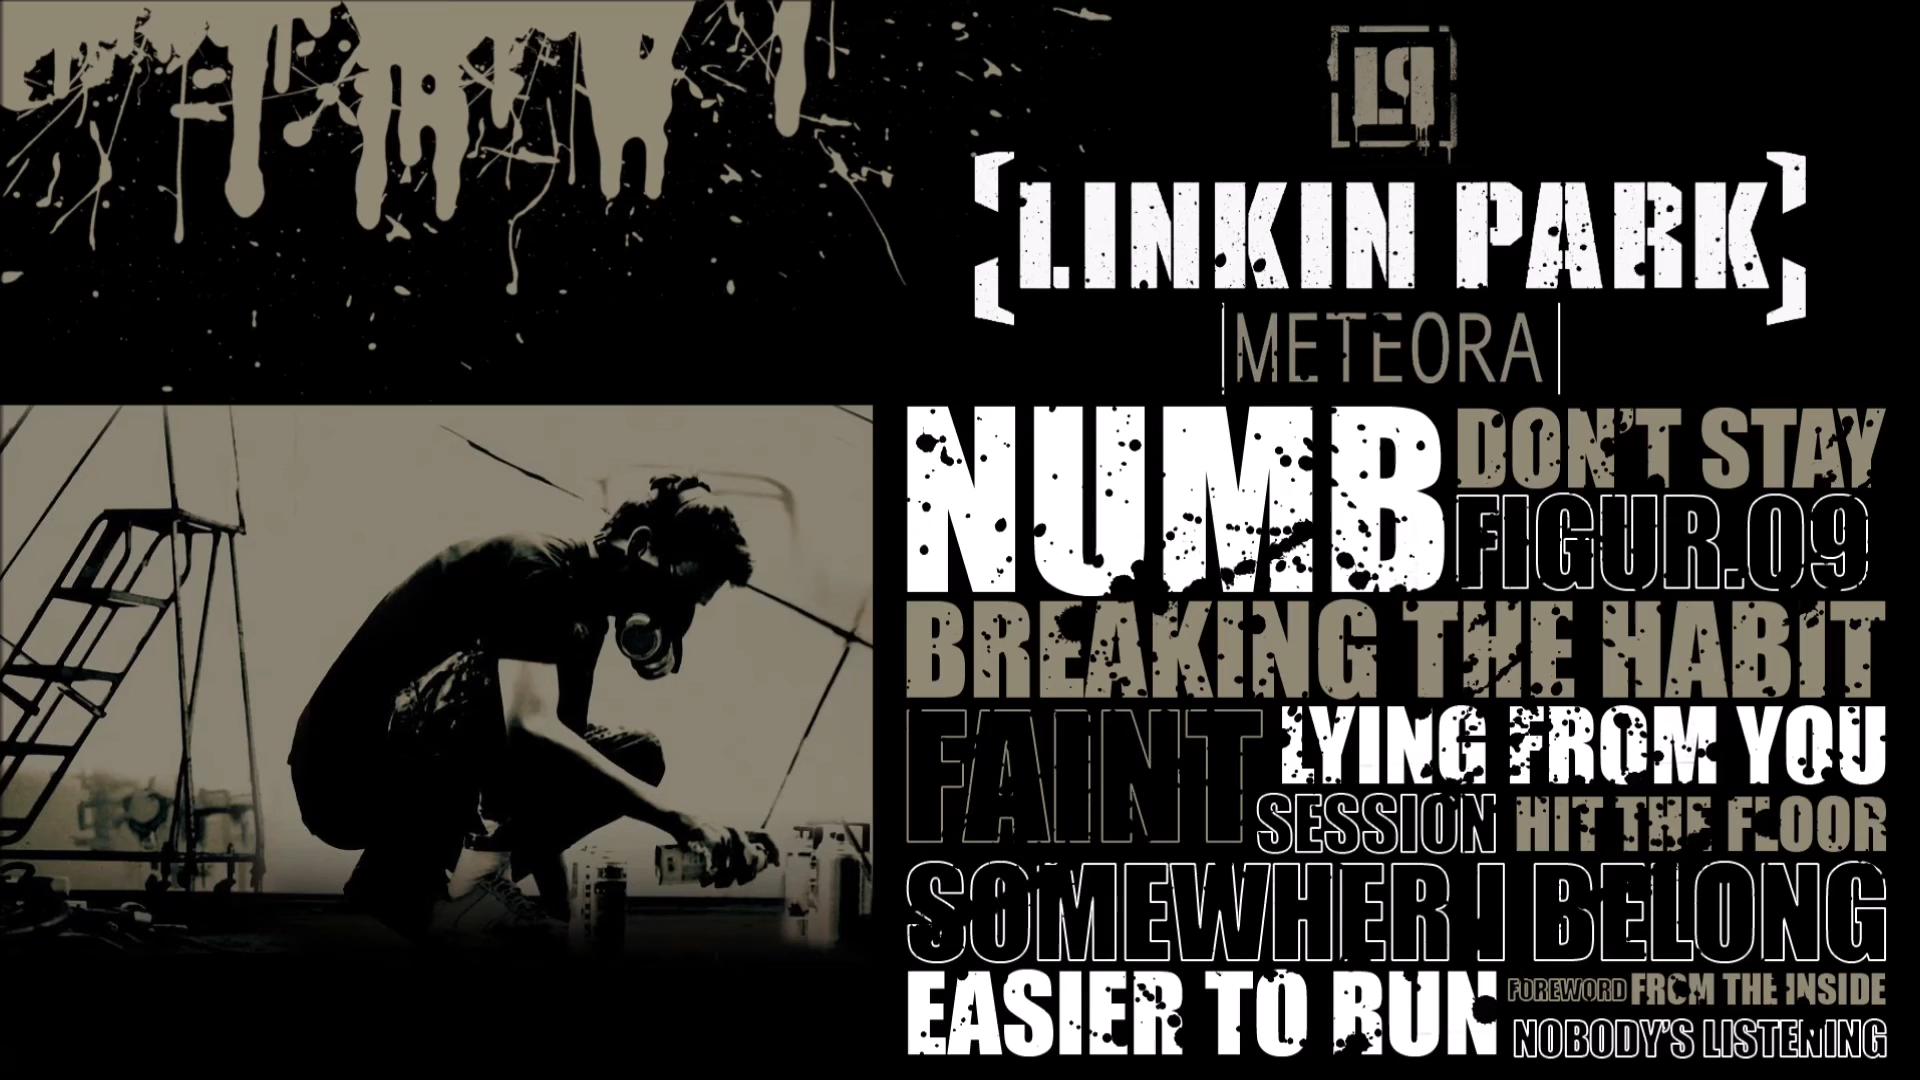 LP
[LINKIN PARK]
|METEORA|
NUMB
DON'T STAY
FIGUR.09
BREAKING THE HABIT
FAINT
LYING FROM YOU
SESSION
HIT THE FLOOR
SOMEWHER I BELONG
EASIER TO RUN
FOREWORD
FROM THE INSIDE
NOBODY'S LISTENING